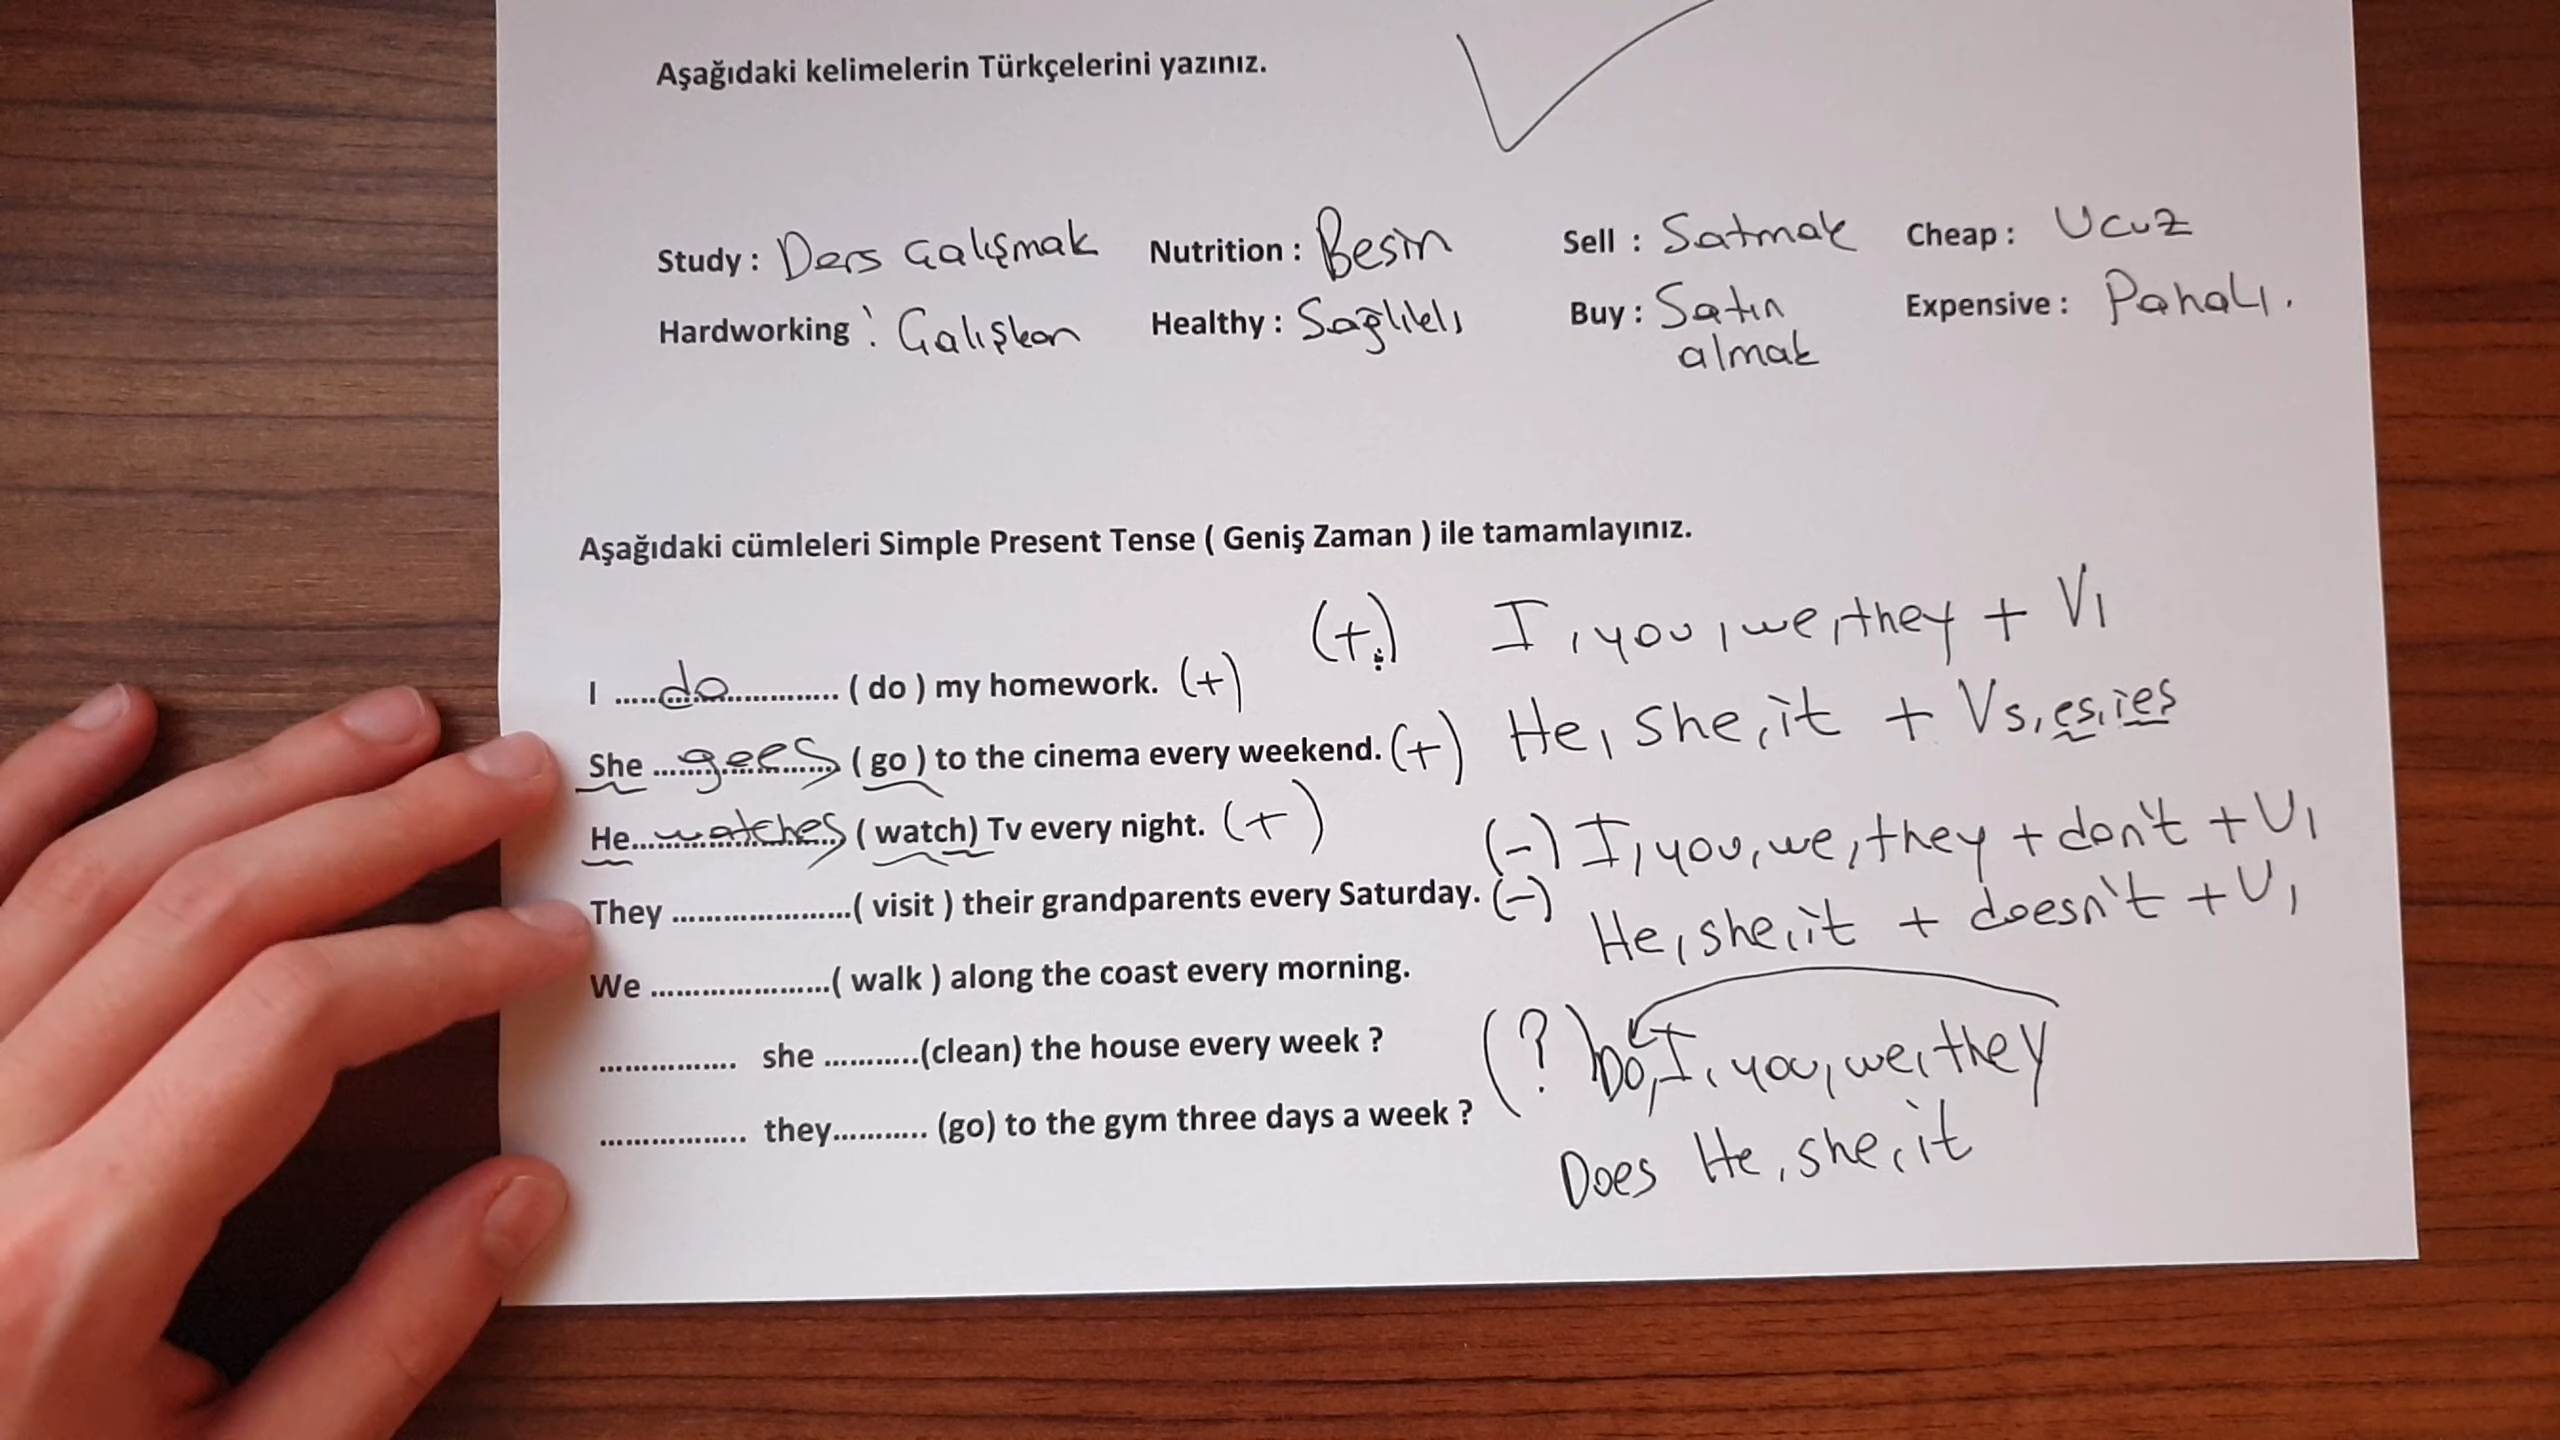 Aşağıdaki kelimelerin Türkçelerini yazınız.
Study : Ders Çalışmak Nutrition : Besin Sell : Satmak Cheap : Ucuz
Hardworking : Çalışkan Healthy : Sağlıklı Buy : Satın almak Expensive : Pahalı.
Aşağıdaki cümleleri Simple Present Tense ( Geniş Zaman ) ile tamamlayınız.
(+) I, you, we, they + V1
I .....do............. ( do ) my homework. (+)
He, she, it + Vs, es, ies
She ...goes... ( go ) to the cinema every weekend. (+)
He...watches... ( watch) Tv every night. (+)
(-) I, you, we, they + don't + V1
They ......................( visit ) their grandparents every Saturday. (-)
He, she, it + doesn't + V1
We ......................( walk ) along the coast every morning.
(?) Do, I, you, we, they
................ she ...........(clean) the house every week ?
................. they........... (go) to the gym three days a week ?
Does He, she, it